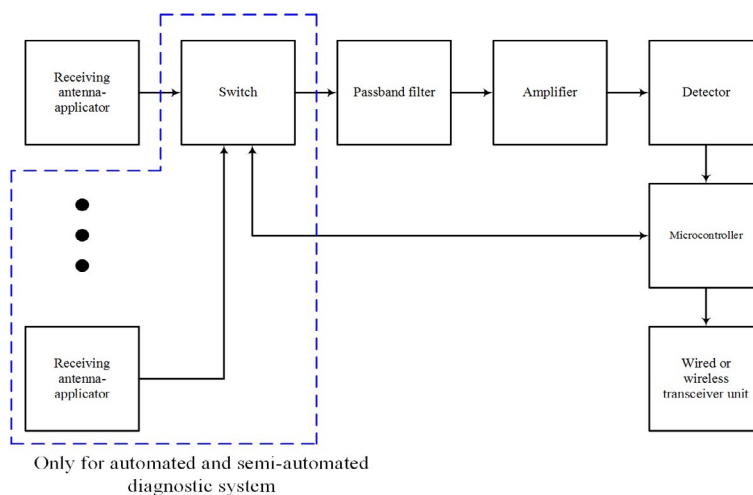 Receiving
antenna-
applicator
Switch
Passband filter
Amplifier
Detector
Microcontroller
Receiving
antenna-
applicator
Wired or
wireless
transceiver unit
Only for automated and semi-automated
diagnostic system